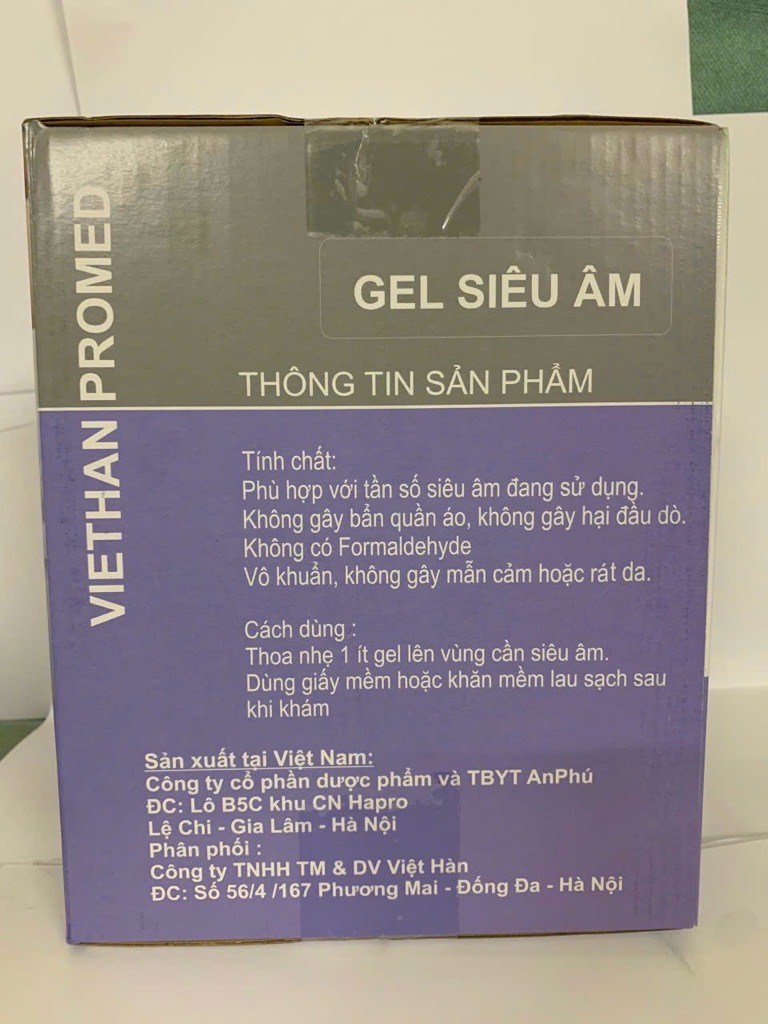 VIETHAN PROMED
GEL SIÊU ÂM
THÔNG TIN SẢN PHẨM
Tính chất:
Phù hợp với tần số siêu âm đang sử dụng.
Không gây bẩn quần áo, không gây hại đầu dò.
Không có Formaldehyde
Vô khuẩn, không gây mẫn cảm hoặc rát da.
Cách dùng :
Thoa nhẹ 1 ít gel lên vùng cần siêu âm.
Dùng giấy mềm hoặc khăn mềm lau sạch sau
khi khám
Sản xuất tại Việt Nam:
Công ty cổ phần dược phẩm và TBYT AnPhú
ĐC: Lô B5C khu CN Hapro
Lệ Chi - Gia Lâm - Hà Nội
Phân phối :
Công ty TNHH TM & DV Việt Hàn
ĐC: Số 56/4 /167 Phương Mai - Đống Đa - Hà Nội